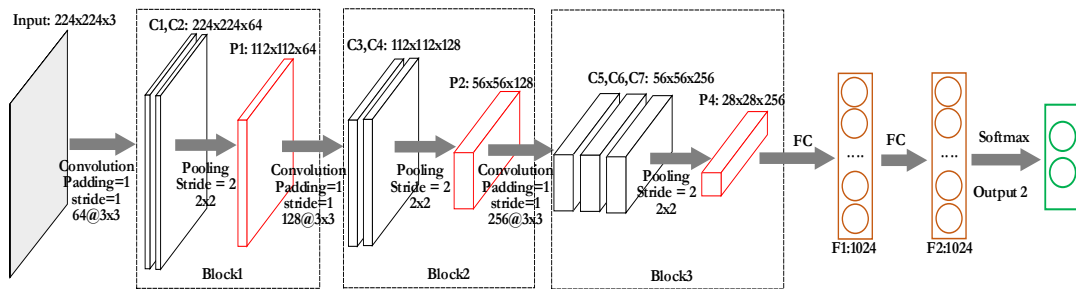 Input: 224x224x3
Convolution
Padding=1
stride=1
64@3x3
C1,C2: 224x224x64
Pooling
Stride = 2
2x2
P1: 112x112x64
Block1
Convolution
Padding=1
stride=1
128@3x3
C3,C4: 112x112x128
Pooling
Stride = 2
2x2
P2: 56x56x128
Block2
Convolution
Padding=1
stride=1
256@3x3
C5,C6,C7: 56x56x256
Pooling
Stride = 2
2x2
P4: 28x28x256
Block3
FC
....
F1:1024
FC
....
F2:1024
Softmax
Output 2